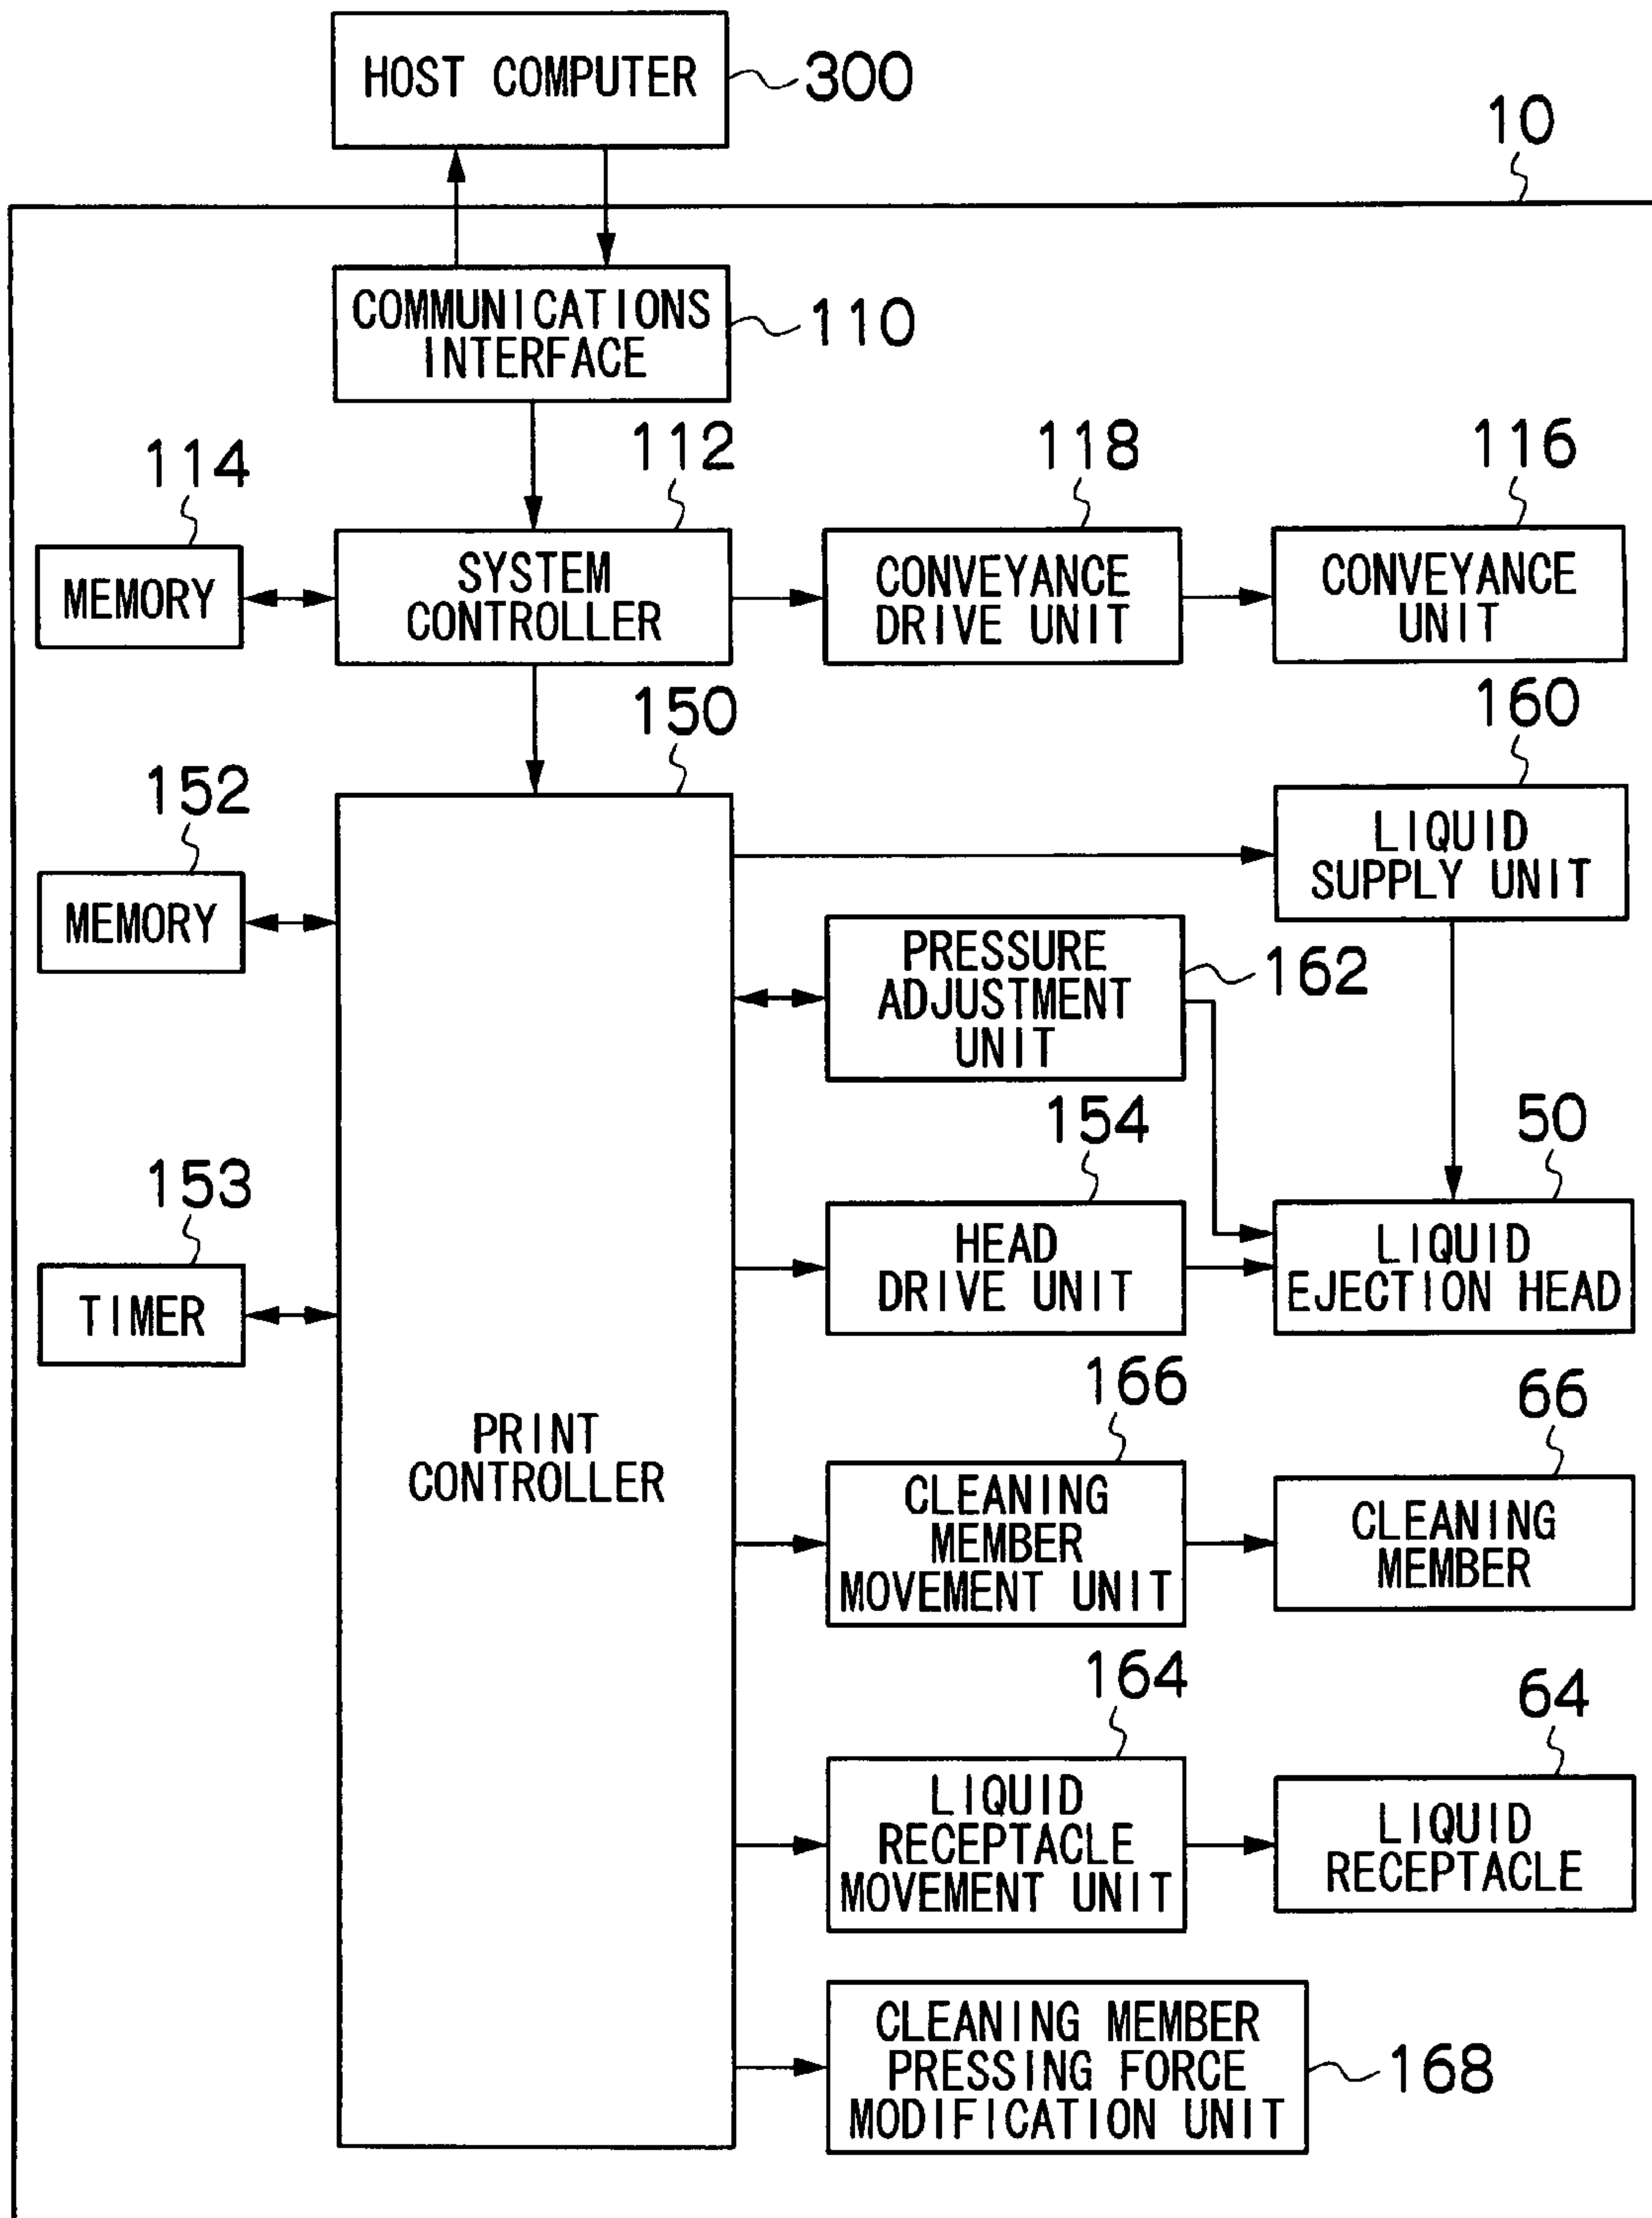 HOST COMPUTER
300
10
COMMUNICATIONS
INTERFACE
110
114
112
118
116
MEMORY
SYSTEM
CONTROLLER
CONVEYANCE
DRIVE UNIT
CONVEYANCE
UNIT
150
160
152
LIQUID
SUPPLY UNIT
MEMORY
PRESSURE
ADJUSTMENT
UNIT
162
154
50
153
HEAD
DRIVE UNIT
LIQUID
EJECTION HEAD
TIMER
166
66
PRINT
CONTROLLER
CLEANING
MEMBER
MOVEMENT UNIT
CLEANING
MEMBER
164
64
LIQUID
RECEPTACLE
MOVEMENT UNIT
LIQUID
RECEPTACLE
CLEANING MEMBER
PRESSING FORCE
MODIFICATION UNIT
168